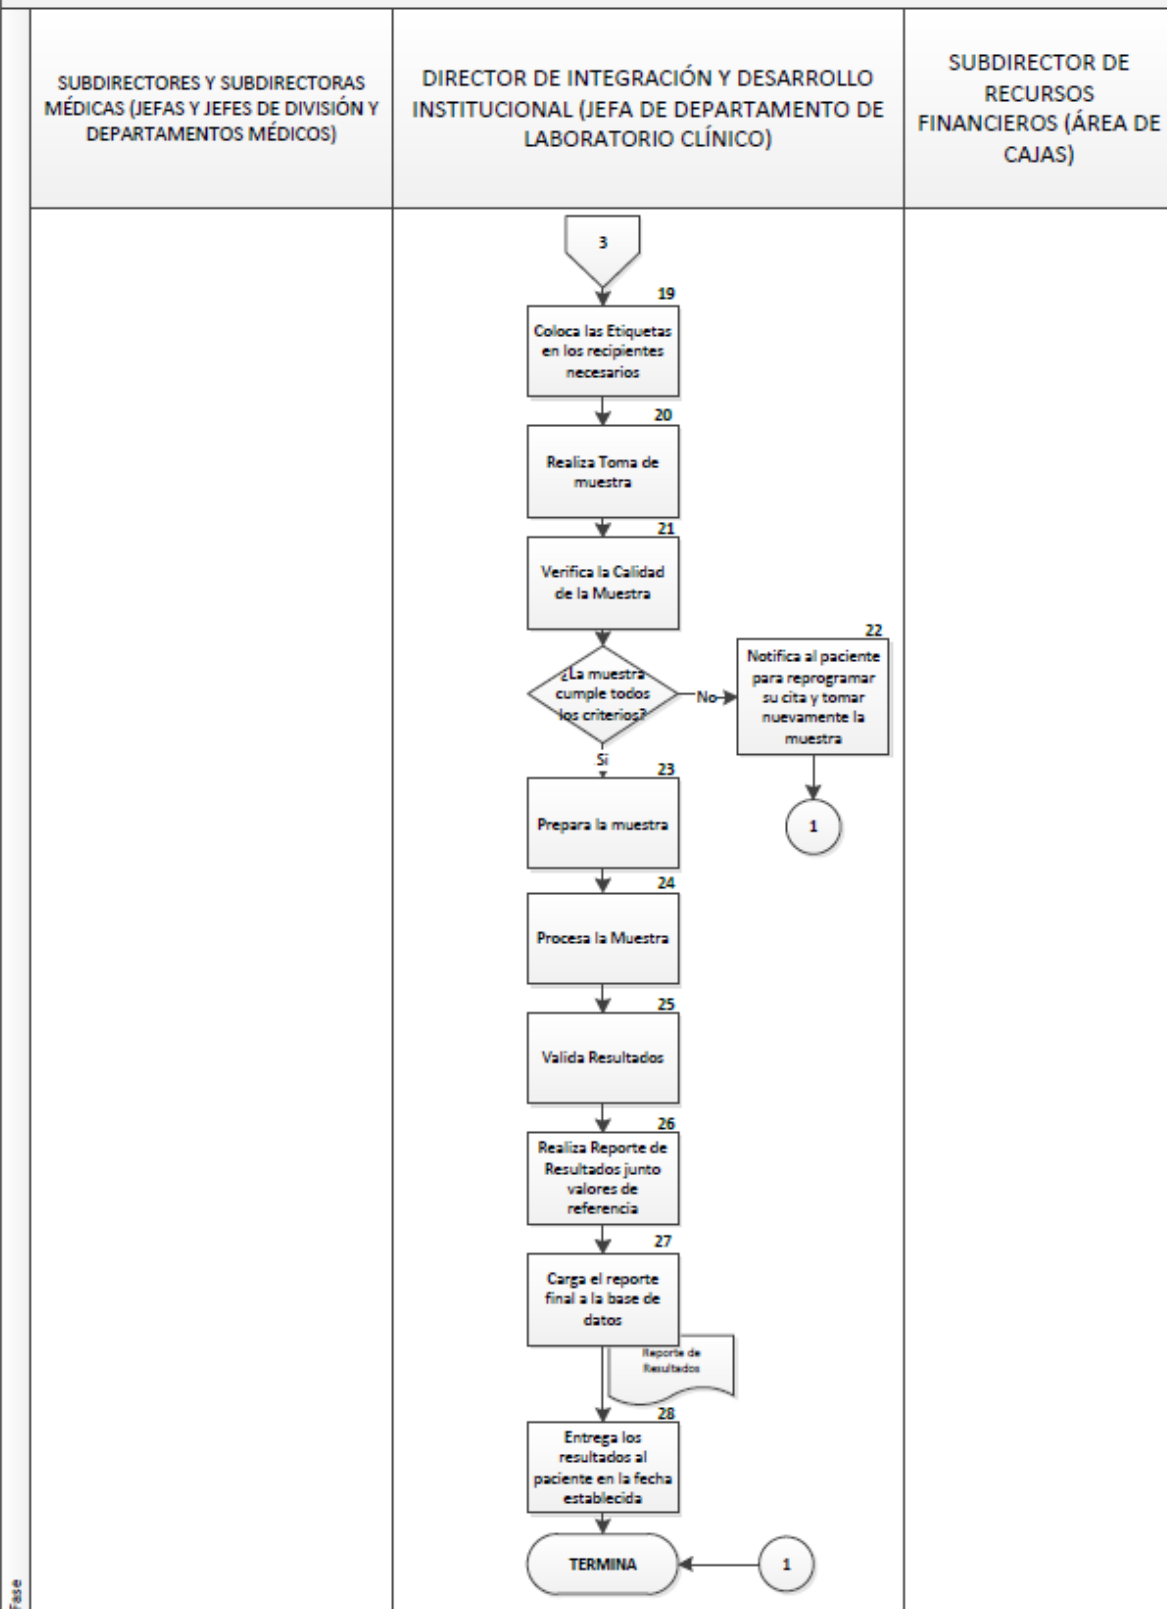 SUBDIRECTORES Y SUBDIRECTORAS
MÉDICAS (JEFAS Y JEFES DE DIVISIÓN Y
DEPARTAMENTOS MÉDICOS)
DIRECTOR DE INTEGRACIÓN Y DESARROLLO
INSTITUCIONAL (JEFA DE DEPARTAMENTO DE
LABORATORIO CLÍNICO)
SUBDIRECTOR DE
RECURSOS
FINANCIEROS (ÁREA DE
CAJAS)
3
19
Coloca las Etiquetas
en los recipientes
necesarios
20
Realiza Toma de
muestra
21
Verifica la Calidad
de la Muestra
¿La muestra
cumple todos
los criterios?
No
22
Notifica al paciente
para reprogramar
su cita y tomar
nuevamente la
muestra
1
Si
23
Prepara la muestra
24
Procesa la Muestra
25
Valida Resultados
26
Realiza Reporte de
Resultados junto
valores de
referencia
27
Carga el reporte
final a la base de
datos
Reporte de
Resultados
28
Entrega los
resultados al
paciente en la fecha
establecida
TERMINA
1
Fase